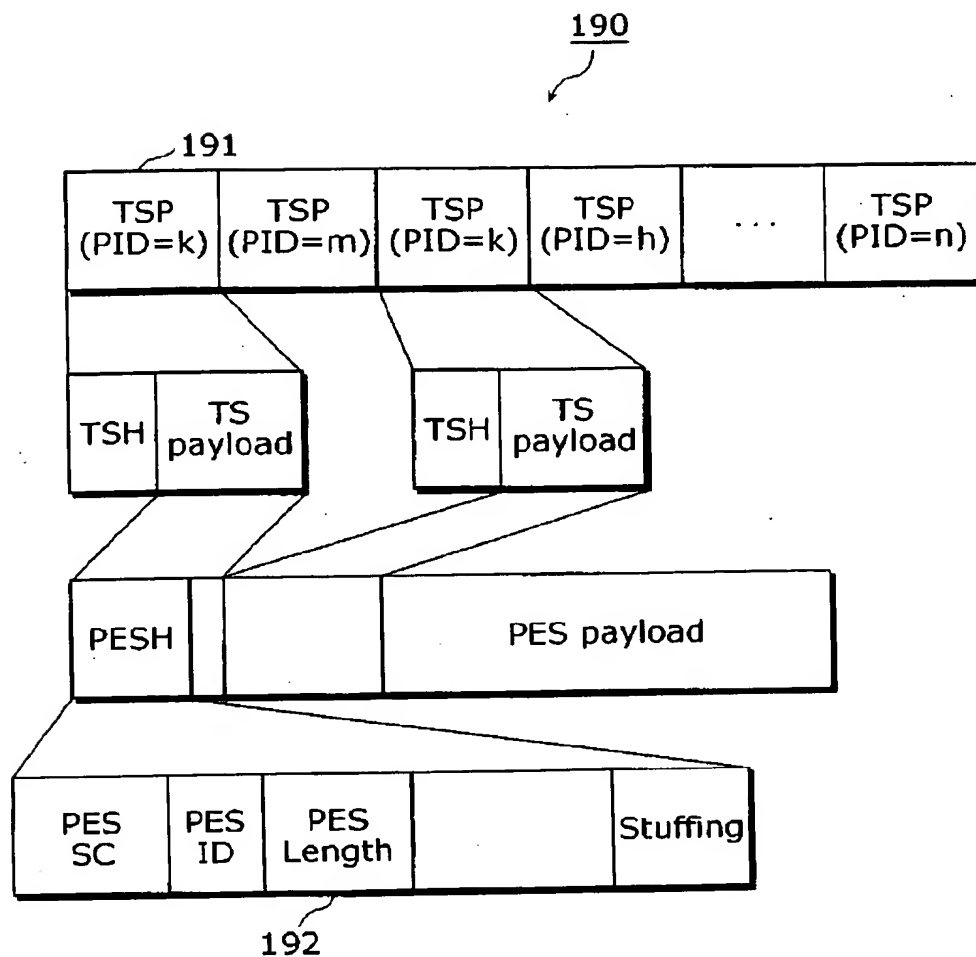 190
191
TSP (PID=k) TSP (PID=m) TSP (PID=k) TSP (PID=h) ... TSP (PID=n)
TSH TS payload TSH TS payload
PESH PES payload
PES SC PES ID PES Length Stuffing
192